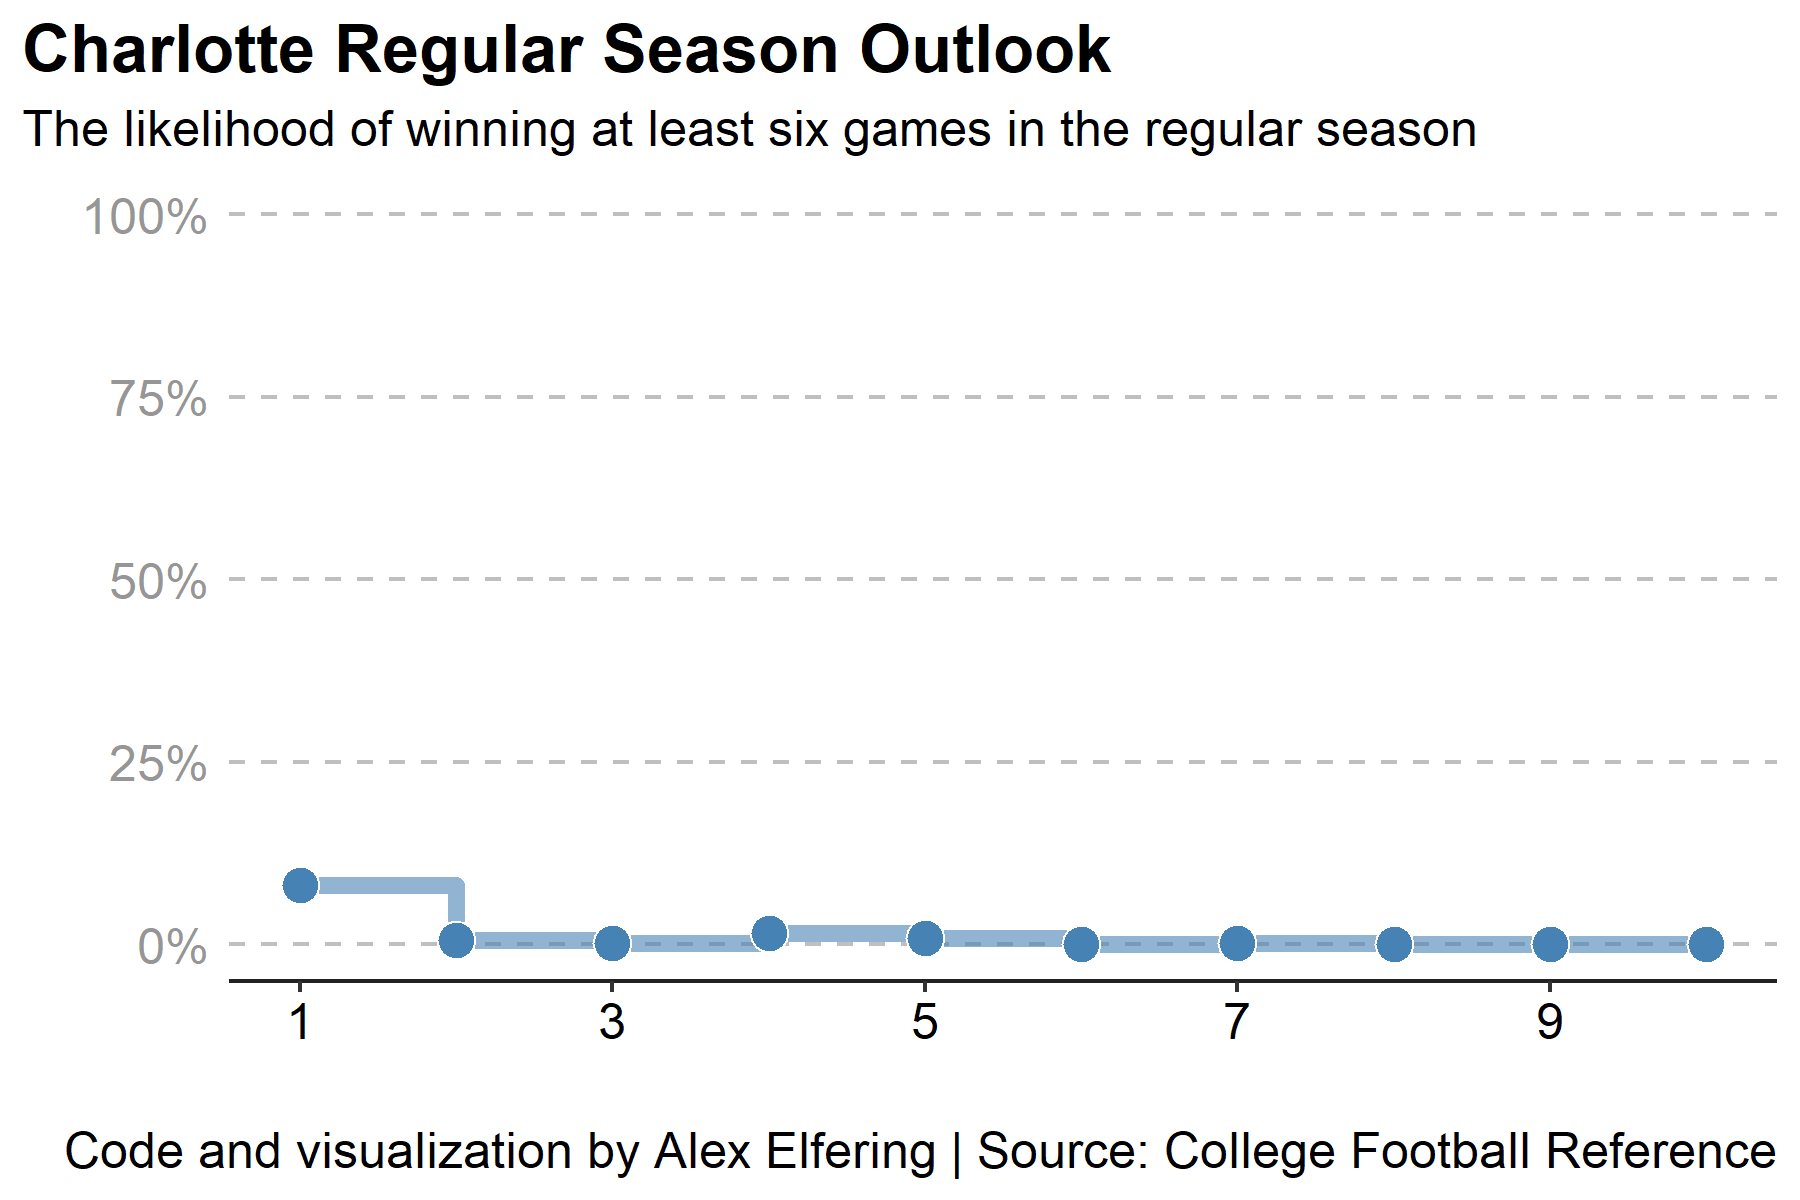 Charlotte Regular Season Outlook
The likelihood of winning at least six games in the regular season
100%
75%
50%
25%
0%
1 3 5 7 9
Code and visualization by Alex Elfering | Source: College Football Reference